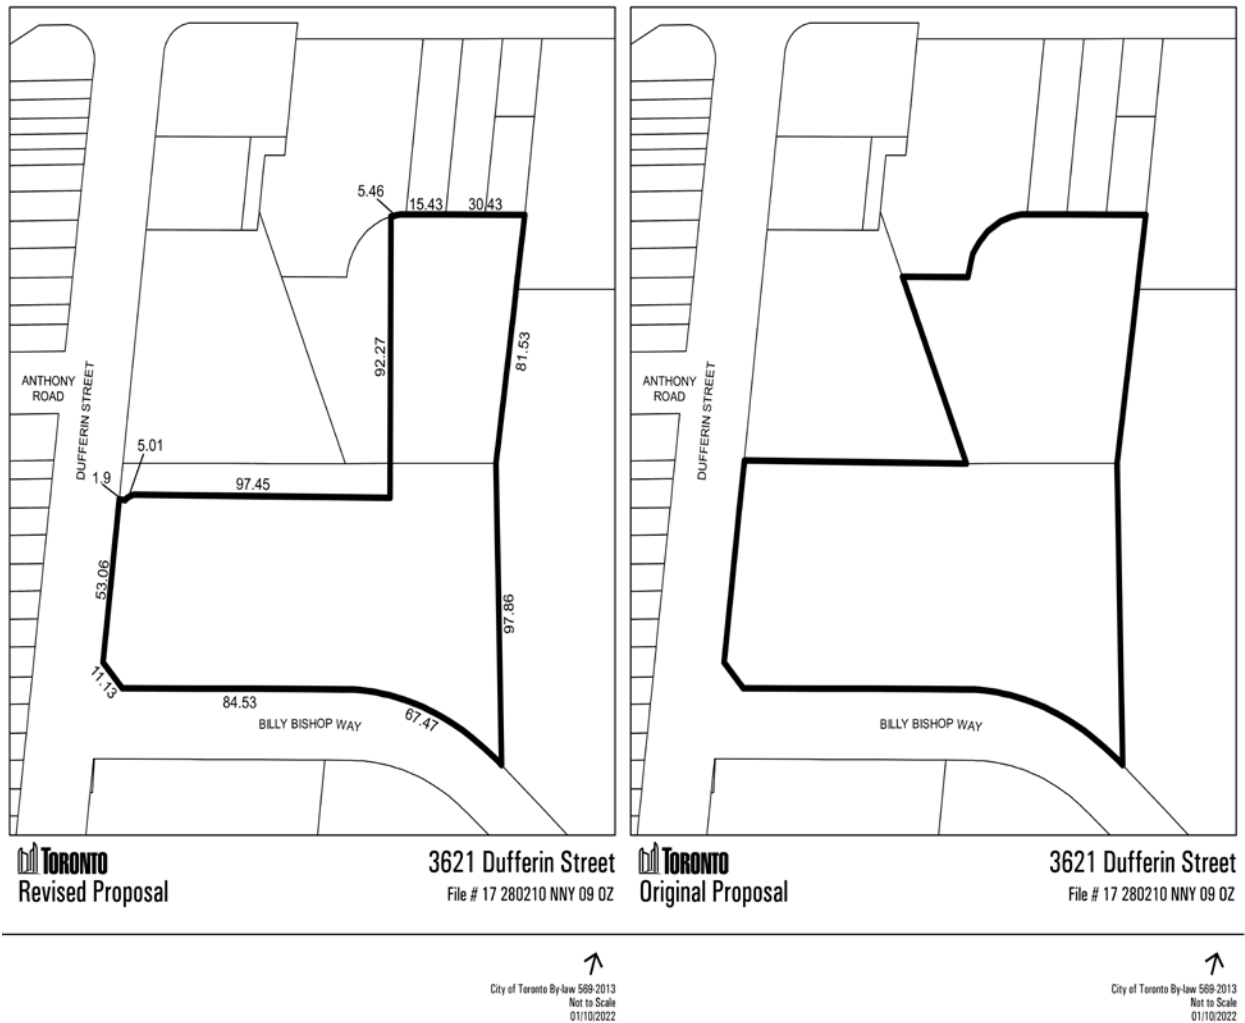 5.46
15.43
30.43
92.27
81.53
ANTHONY
ROAD
DUFFERIN STREET
5.01
1.9
97.45
53.06
97.86
11.13
84.53
67.47
BILLY BISHOP WAY
TORONTO
Revised Proposal
3621 Dufferin Street
File # 17 280210 NNY 09 OZ
City of Toronto By-law 569-2013
Not to Scale
01/10/2022
ANTHONY
ROAD
DUFFERIN STREET
BILLY BISHOP WAY
TORONTO
Original Proposal
3621 Dufferin Street
File # 17 280210 NNY 09 OZ
City of Toronto By-law 569-2013
Not to Scale
01/10/2022